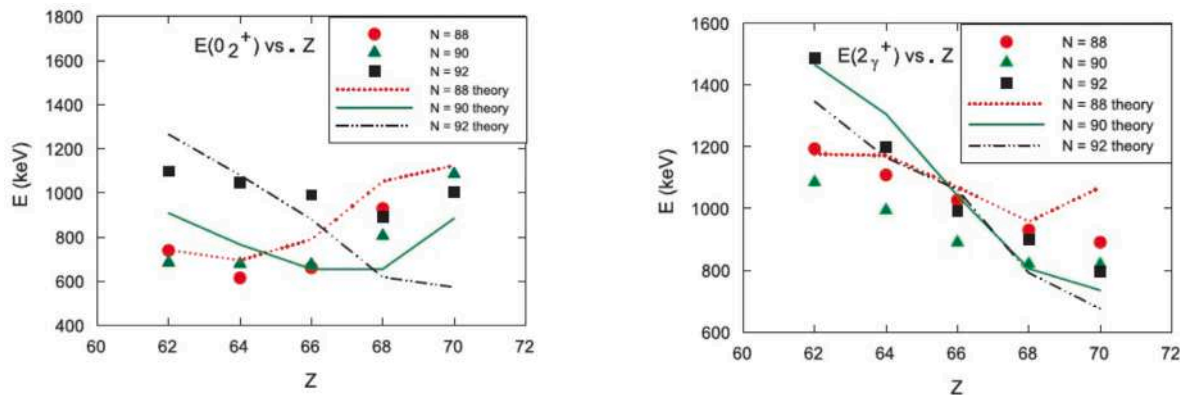 E(0₂⁺) vs. Z
N = 88
N = 90
N = 92
N = 88 theory
N = 90 theory
N = 92 theory
E (keV)
1800
1600
1400
1200
1000
800
600
400
60 62 64 66 68 70 72
Z
E(2γ⁺) vs. Z
N = 88
N = 90
N = 92
N = 88 theory
N = 90 theory
N = 92 theory
E (keV)
1600
1400
1200
1000
800
600
60 62 64 66 68 70 72
Z